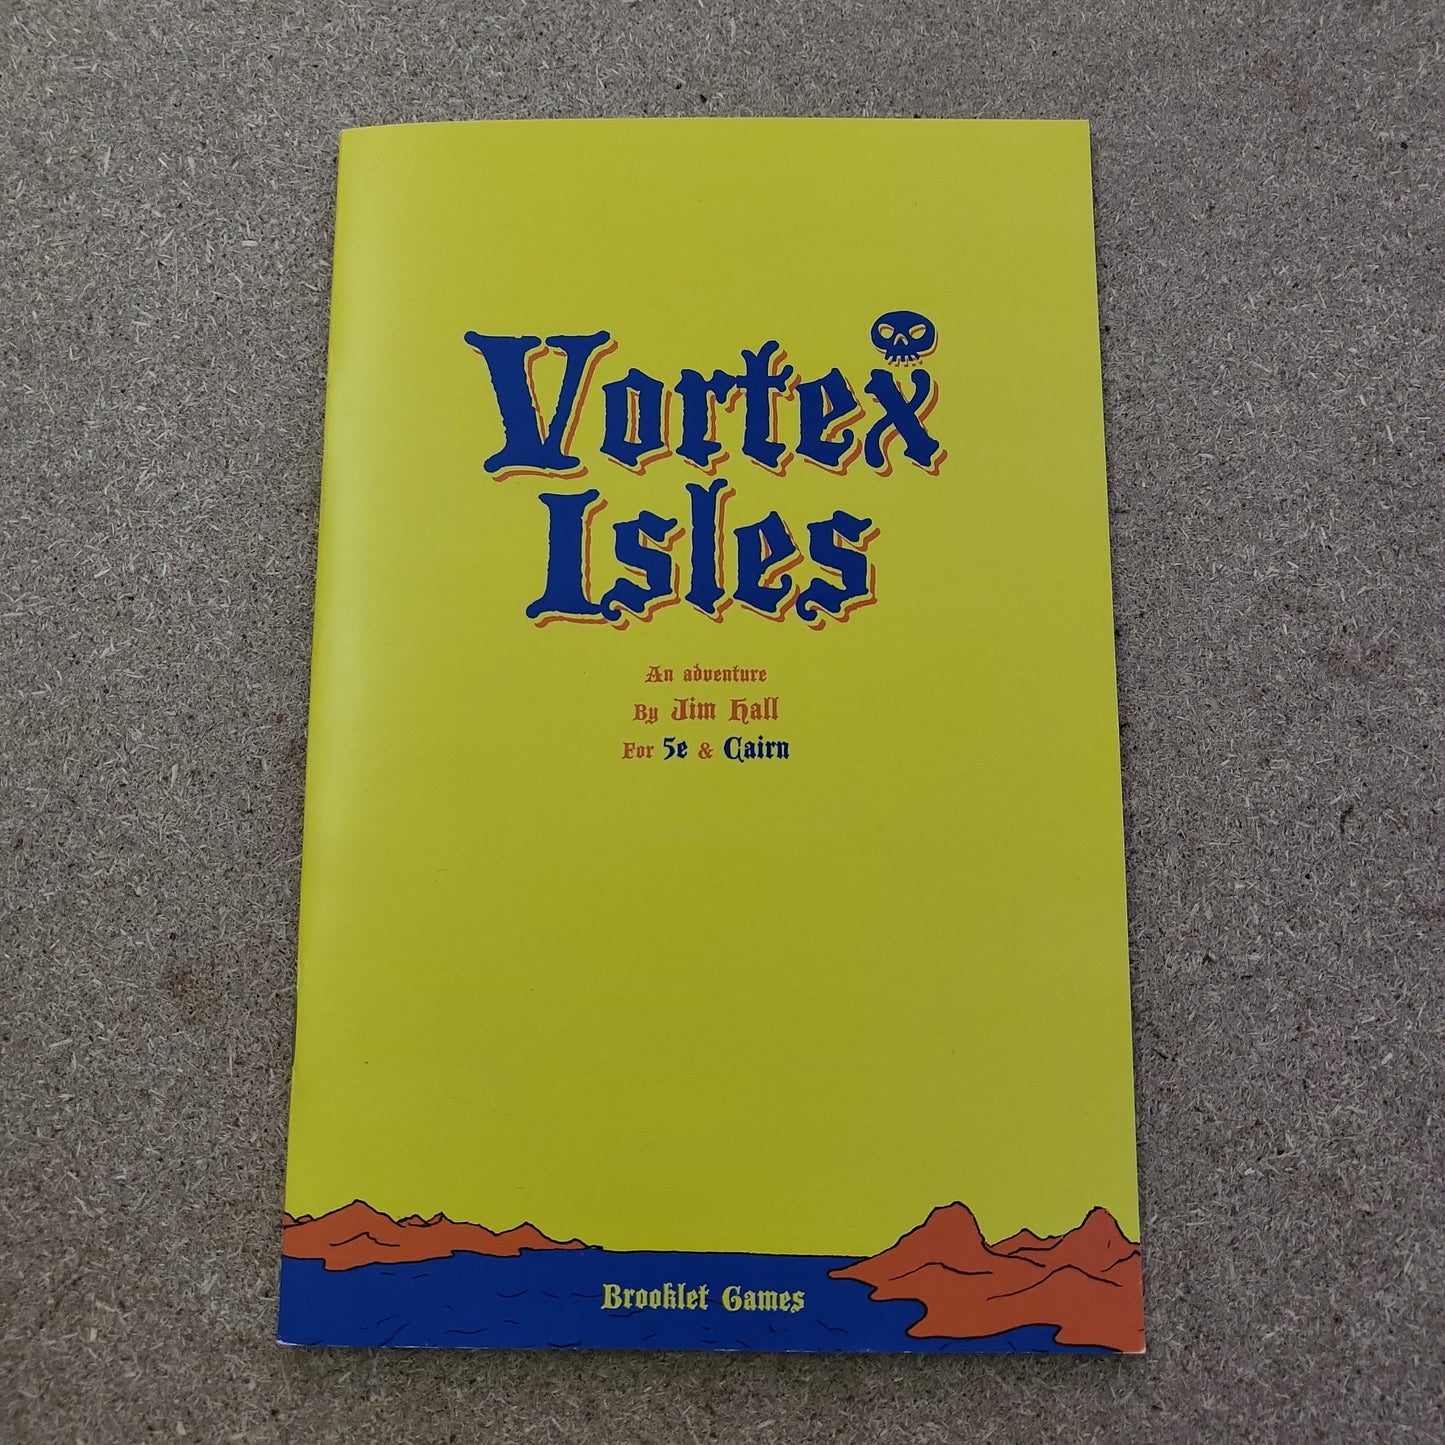 Vortex
Isles
An adventure
By Jim Hall
For 5e & Cairn
Brooklet Games